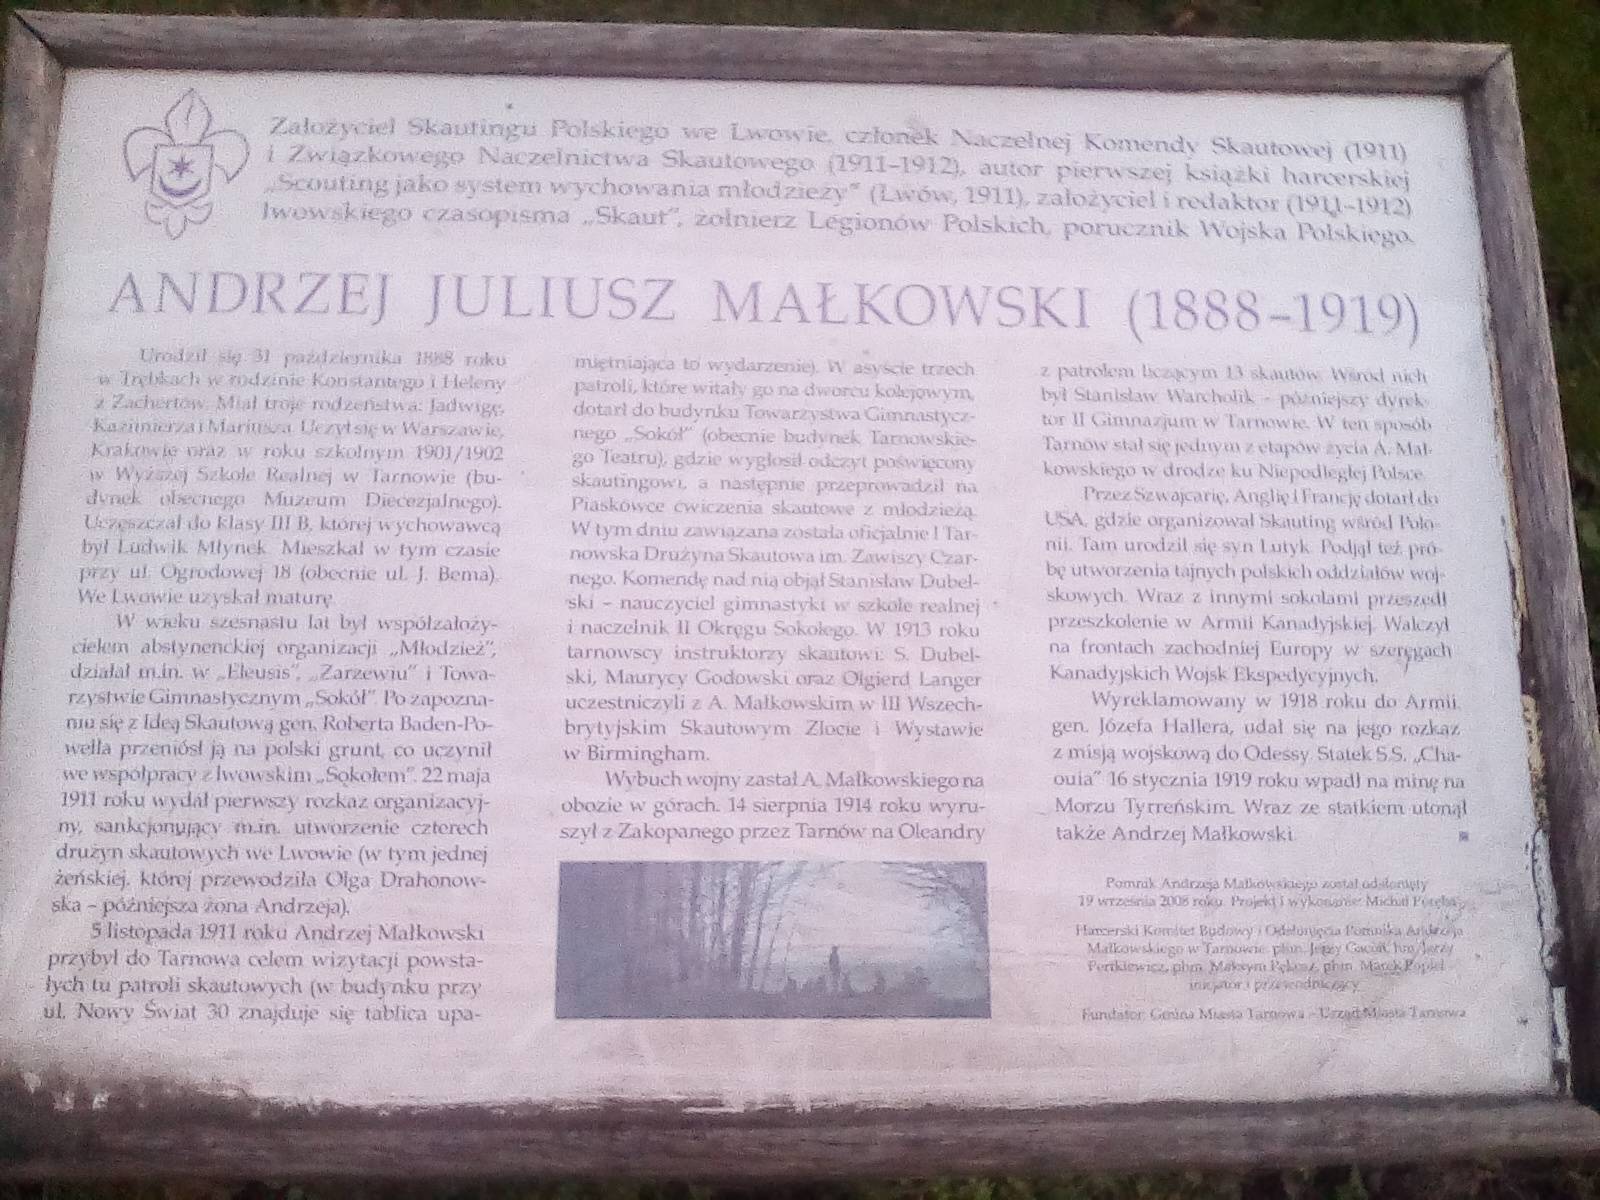 Założyciel Skautingu Polskiego we Lwowie, członek Naczelnej Komendy Skautowej (1911)
i Związkowego Naczelnictwa Skautowego (1911–1912), autor pierwszej książki harcerskiej
„Scouting jako system wychowania młodzieży" (Lwów, 1911), założyciel i redaktor (1911–1912)
lwowskiego czasopisma „Skaut", żołnierz Legionów Polskich, porucznik Wojska Polskiego.
ANDRZEJ JULIUSZ MAŁKOWSKI (1888–1919)
Urodził się 31 października 1888 roku
w Trębkach w rodzinie Konstantego i Heleny
z Zachertów. Miał troje rodzeństwa: Jadwigę,
Kazimierza i Mariusza. Uczył się w Warszawie,
Krakowie oraz w roku szkolnym 1901/1902
w Wyższej Szkole Realnej w Tarnowie (bu-
dynek obecnego Muzeum Diecezjalnego).
Uczęszczał do klasy III B, której wychowawcą
był Ludwik Młynek. Mieszkał w tym czasie
przy ul. Ogrodowej 18 (obecnie ul. J. Bema).
We Lwowie uzyskał maturę.
W wieku szesnastu lat był współzałoży-
cielem abstynenckiej organizacji „Młodzież",
działał m.in. w „Eleusis", „Zarzewiu" i Towa-
rzystwie Gimnastycznym „Sokół". Po zapozna-
niu się z Ideą Skautową gen. Roberta Baden-Po-
wella przeniósł ją na polski grunt, co uczynił
we współpracy z lwowskim „Sokołem". 22 maja
1911 roku wydał pierwszy rozkaz organizacyj-
ny, sankcjonujący m.in. utworzenie czterech
drużyn skautowych we Lwowie (w tym jednej
żeńskiej, której przewodziła Olga Drahonow-
ska – późniejsza żona Andrzeja).
5 listopada 1911 roku Andrzej Małkowski
przybył do Tarnowa celem wizytacji powsta-
łych tu patroli skautowych (w budynku przy
ul. Nowy Świat 30 znajduje się tablica upa-
miętniająca to wydarzenie). W asyście trzech
patroli, które witały go na dworcu kolejowym,
dotarł do budynku Towarzystwa Gimnastycz-
nego „Sokół" (obecnie budynek Tarnowskie-
go Teatru), gdzie wygłosił odczyt poświęcony
skautingowi, a następnie przeprowadził na
Piaskówce ćwiczenia skautowe z młodzieżą.
W tym dniu zawiązana została oficjalnie I Tar-
nowska Drużyna Skautowa im. Zawiszy Czar-
nego. Komendę nad nią objął Stanisław Dubel-
ski – nauczyciel gimnastyki w szkole realnej
i naczelnik II Okręgu Sokolego. W 1913 roku
tarnowscy instruktorzy skautowi: S. Dubel-
ski, Maurycy Godowski oraz Olgierd Langer
uczestniczyli z A. Małkowskim w III Wszech-
brytyjskim Skautowym Zlocie i Wystawie
w Birmingham.
Wybuch wojny zastał A. Małkowskiego na
obozie w górach. 14 sierpnia 1914 roku wyru-
szył z Zakopanego przez Tarnów na Oleandry
z patrolem liczącym 13 skautów. Wśród nich
był Stanisław Warcholik – późniejszy dyrek-
tor II Gimnazjum w Tarnowie. W ten sposób
Tarnów stał się jednym z etapów życia A. Mał-
kowskiego w drodze ku Niepodległej Polsce.
Przez Szwajcarię, Anglię i Francję dotarł do
USA, gdzie organizował Skauting wśród Polo-
nii. Tam urodził się syn Lutyk. Podjął też pró-
bę utworzenia tajnych polskich oddziałów woj-
skowych. Wraz z innymi sokołami przeszedł
przeszkolenie w Armii Kanadyjskiej. Walczył
na frontach zachodniej Europy w szeregach
Kanadyjskich Wojsk Ekspedycyjnych.
Wyreklamowany w 1918 roku do Armii
gen. Józefa Hallera, udał się na jego rozkaz
z misją wojskową do Odessy. Statek S.S. „Cha-
ouia" 16 stycznia 1919 roku wpadł na minę na
Morzu Tyrreńskim. Wraz ze statkiem utonął
także Andrzej Małkowski.
Pomnik Andrzeja Małkowskiego został odsłonięty
19 września 2008 roku. Projekt i wykonanie: Michał Poręba
Harcerski Komitet Budowy i Odsłonięcia Pomnika Andrzeja
Małkowskiego w Tarnowie: phm. Jerzy hm. Jerzy
Pertkiewicz, phm. Maksym Pękosz, phm. Marek Popiel
inicjator i przewodniczący
Fundator: Gmina Miasta Tarnowa – Urząd Miasta Tarnowa